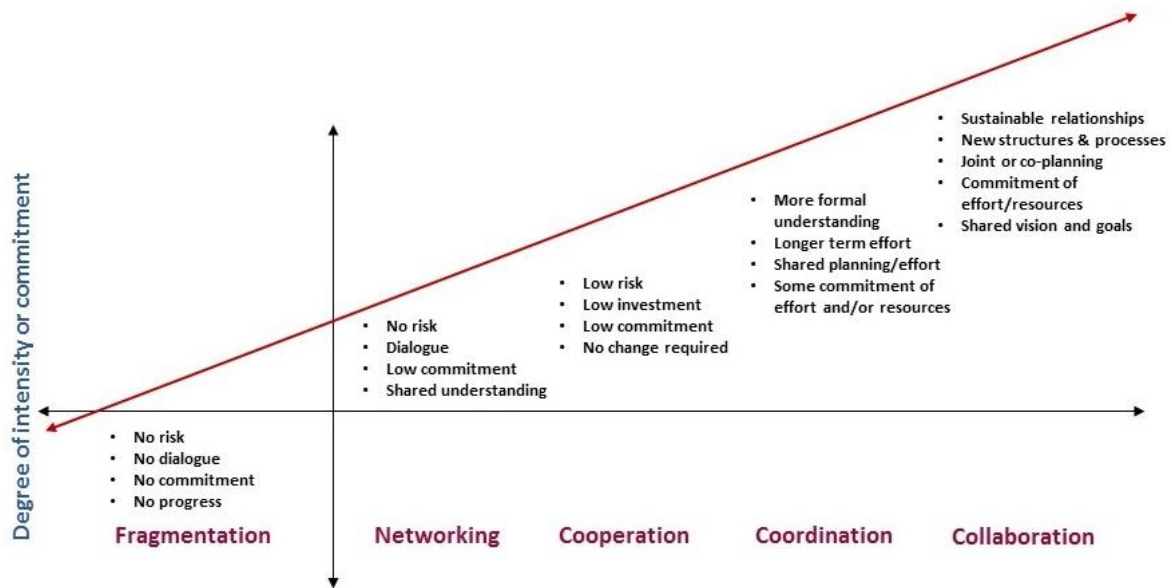 Degree of intensity or commitment
• No risk
• No dialogue
• No commitment
• No progress
Fragmentation
• No risk
• Dialogue
• Low commitment
• Shared understanding
Networking
• Low risk
• Low investment
• Low commitment
• No change required
Cooperation
• More formal
understanding
• Longer term effort
• Shared planning/effort
• Some commitment of
effort and/or resources
Coordination
• Sustainable relationships
• New structures & processes
• Joint or co-planning
• Commitment of
effort/resources
• Shared vision and goals
Collaboration